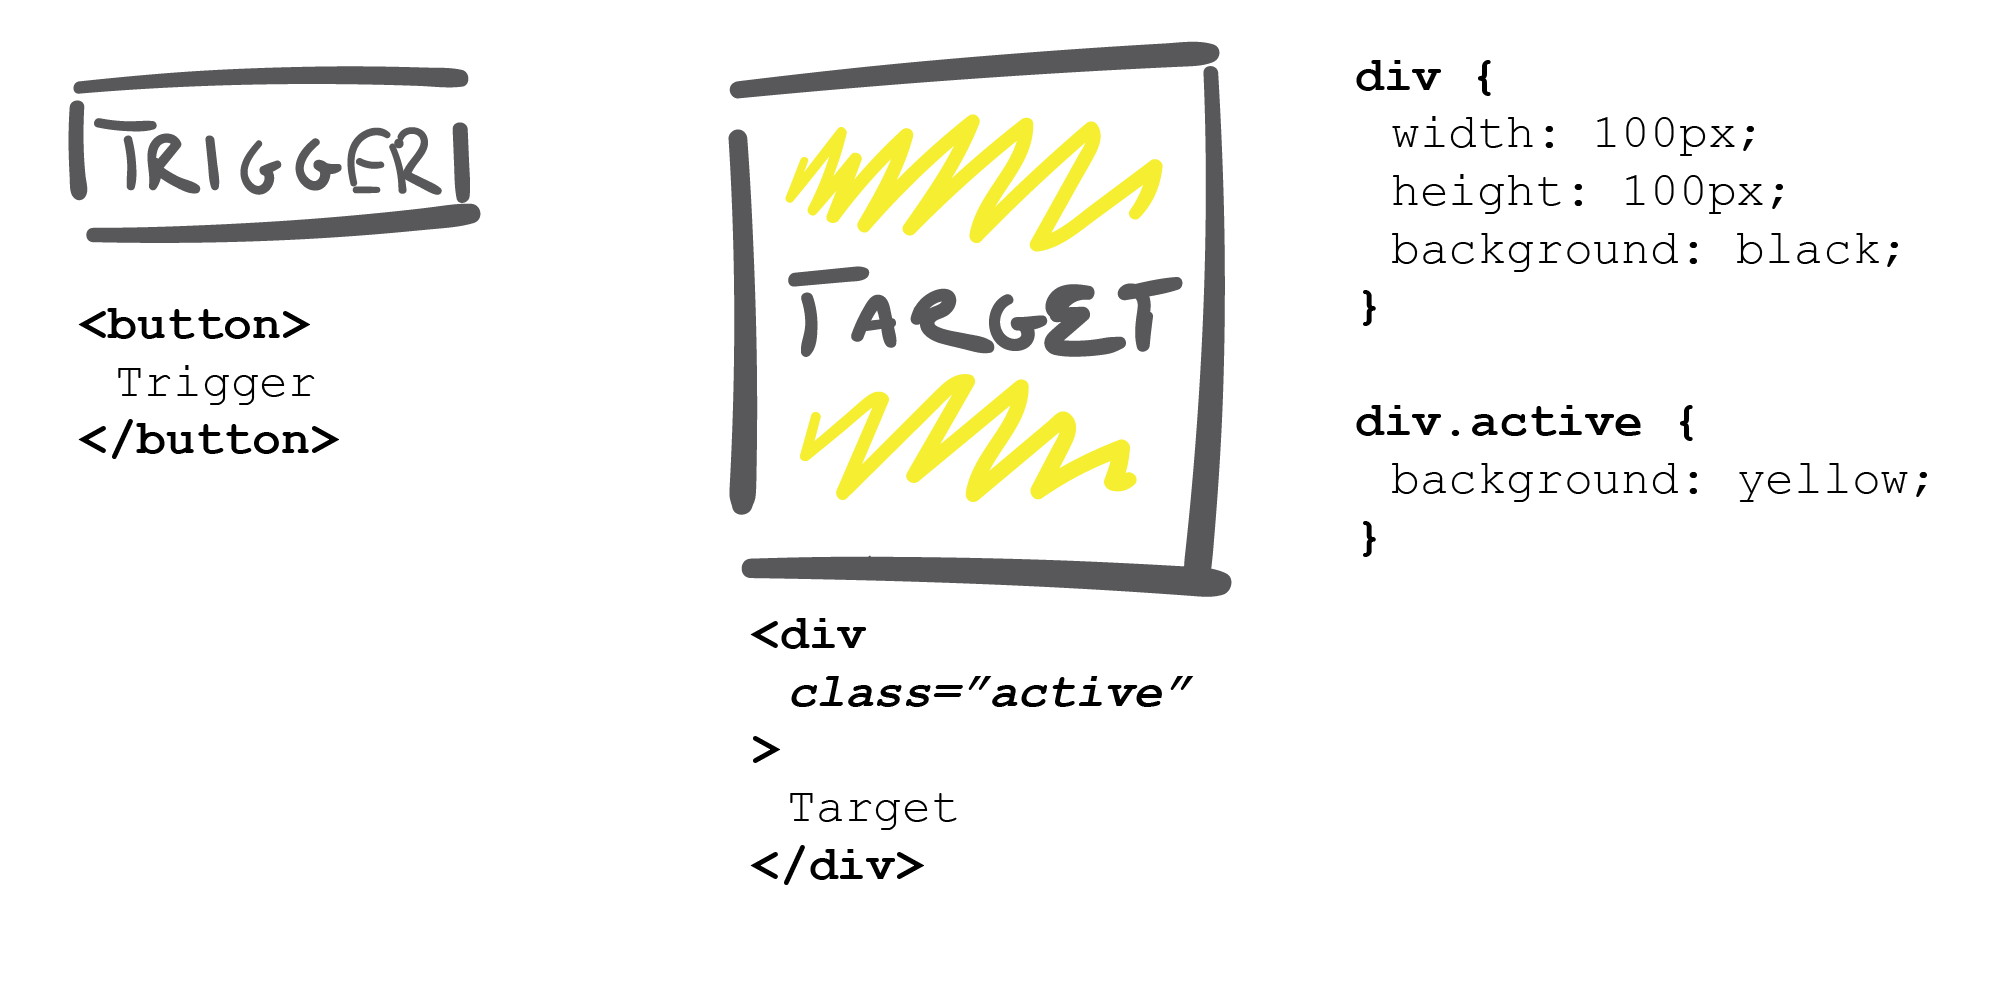 TRIGGER
<button>
Trigger
</button>
TARGET
<div
class=”active”
>
Target
</div>
div {
width: 100px;
height: 100px;
background: black;
}
div.active {
background: yellow;
}